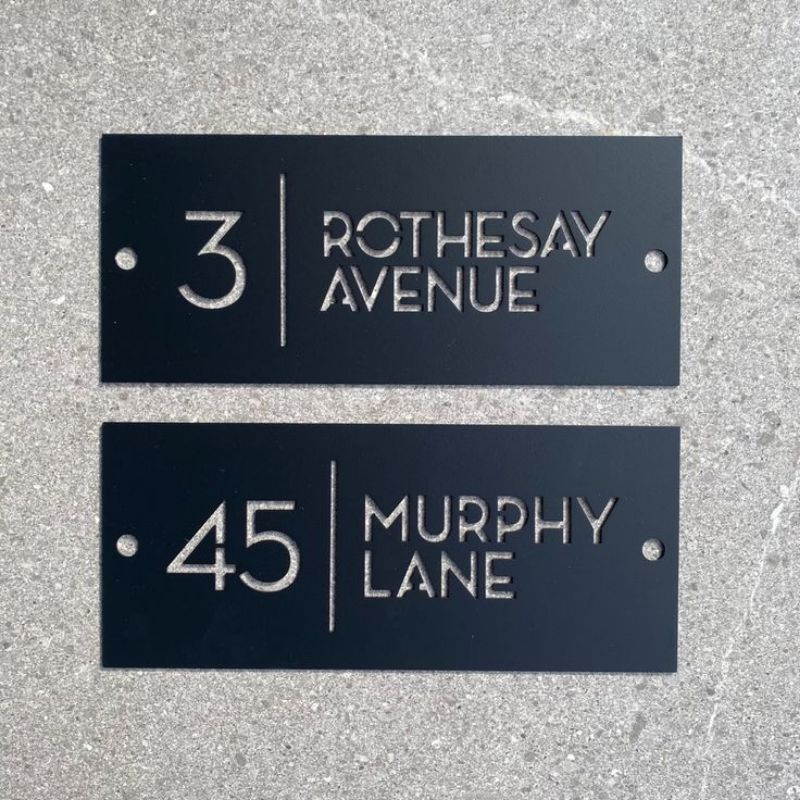 3 | ROTHESAY
AVENUE
45 | MURPHY
LANE